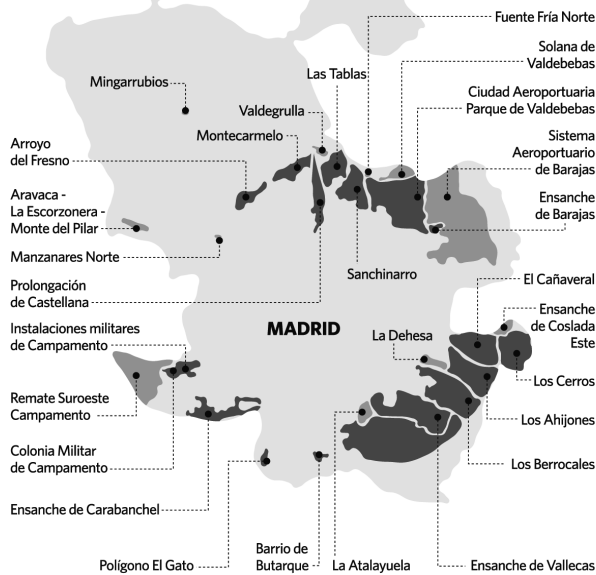 Fuente Fría Norte
Solana de
Valdebebas
Las Tablas
Mingarrubios
Ciudad Aeroportuaria
Parque de Valdebebas
Valdegrulla
Montecarmelo
Sistema
Aeroportuario
de Barajas
Arroyo
del Fresno
Ensanche
de Barajas
Aravaca -
La Escorzonera -
Monte del Pilar
Manzanares Norte
Sanchinarro
El Cañaveral
Prolongación
de Castellana
Ensanche
de Coslada
Este
Instalaciones militares
de Campamento
MADRID
La Dehesa
Los Cerros
Remate Suroeste
Campamento
Los Ahijones
Colonia Militar
de Campamento
Los Berrocales
Ensanche de Carabanchel
Polígono El Gato
Barrio de
Butarque
La Atalayuela
Ensanche de Vallecas